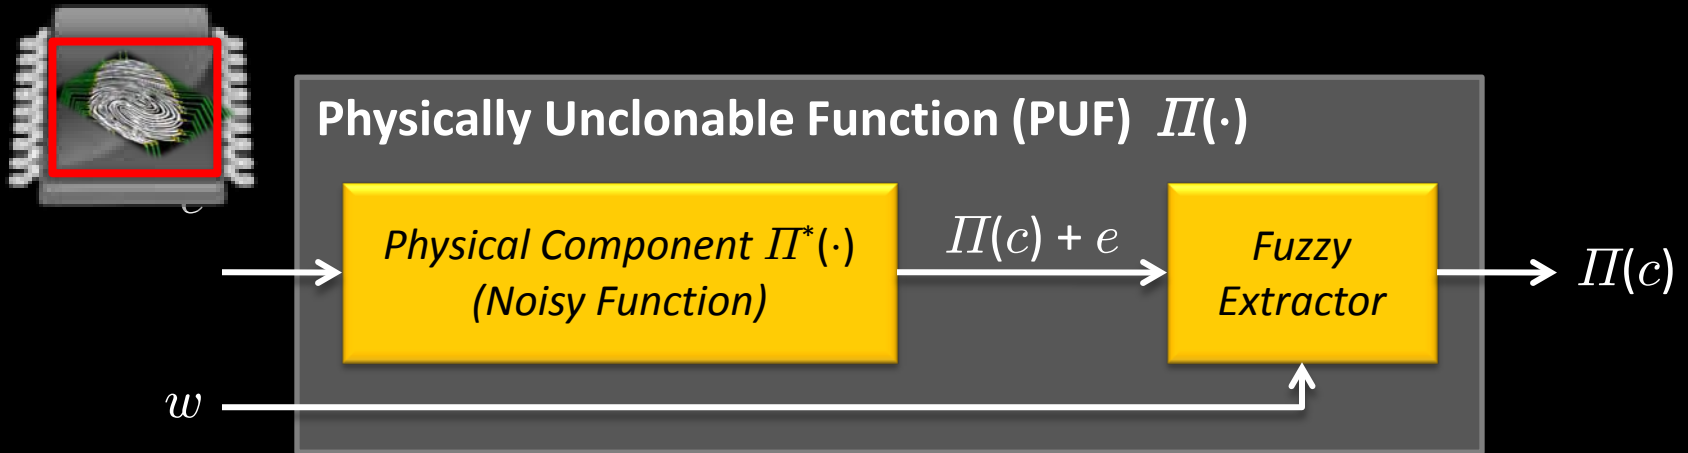 Physically Unclonable Function (PUF) Π(·)
Physical Component Π*(·)
(Noisy Function)
Π(c) + e
Fuzzy
Extractor
Π(c)
w